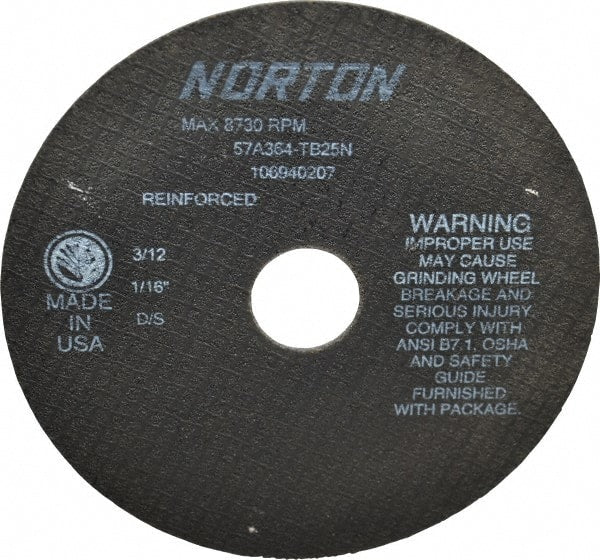 NORTON
MAX 8730 RPM
57A364-TB25N
106940207
REINFORCED
3/12
1/16"
D/S
MADE
IN
USA
WARNING
IMPROPER USE
MAY CAUSE
GRINDING WHEEL
BREAKAGE AND
SERIOUS INJURY.
COMPLY WITH
ANSI B7.1, OSHA
AND SAFETY
GUIDE
FURNISHED
WITH PACKAGE.